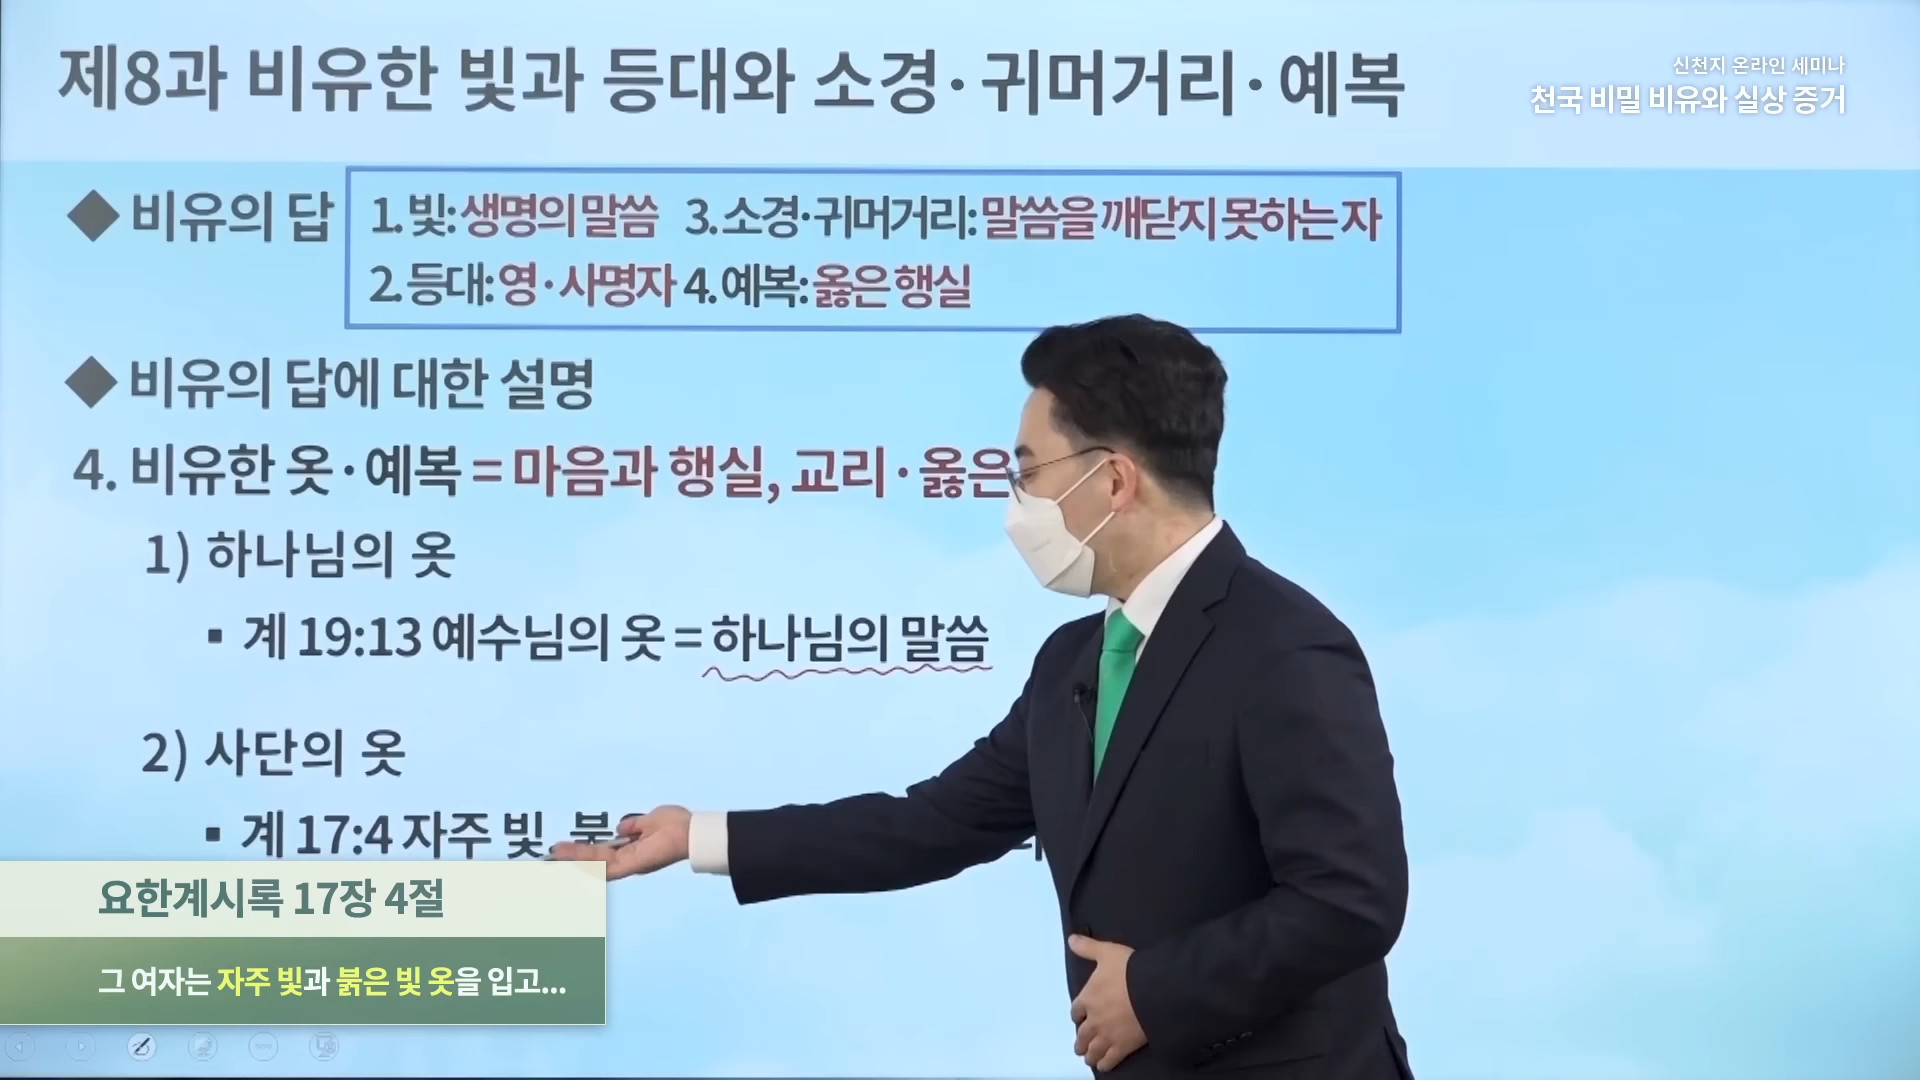 제8과 비유한 빛과 등대와 소경·귀머거리·예복
신천지 온라인 세미나
천국 비밀 비유와 실상 증거
◆ 비유의 답
1. 빛: 생명의 말씀 3. 소경·귀머거리: 말씀을 깨닫지 못하는 자
2. 등대: 영·사명자 4. 예복: 옳은 행실
◆ 비유의 답에 대한 설명
4. 비유한 옷·예복 = 마음과 행실, 교리·옳은
1) 하나님의 옷
▪ 계 19:13 예수님의 옷 = 하나님의 말씀
2) 사단의 옷
▪ 계 17:4 자주 빛,
요한계시록 17장 4절
그 여자는 자주 빛과 붉은 빛 옷을 입고...